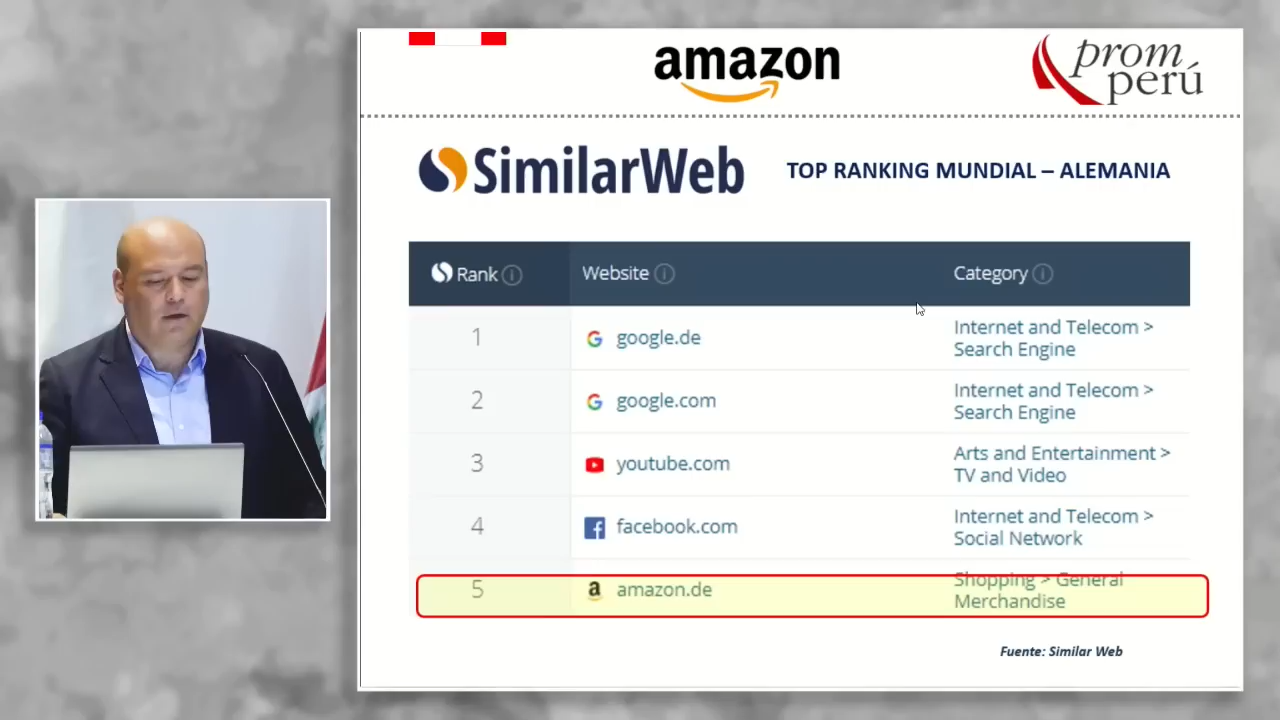 amazon
prom
perú
SimilarWeb
TOP RANKING MUNDIAL – ALEMANIA
Rank Website Category
1 google.de Internet and Telecom >
Search Engine
2 google.com Internet and Telecom >
Search Engine
3 youtube.com Arts and Entertainment >
TV and Video
4 facebook.com Internet and Telecom >
Social Network
5 amazon.de Shopping > General
Merchandise
Fuente: Similar Web